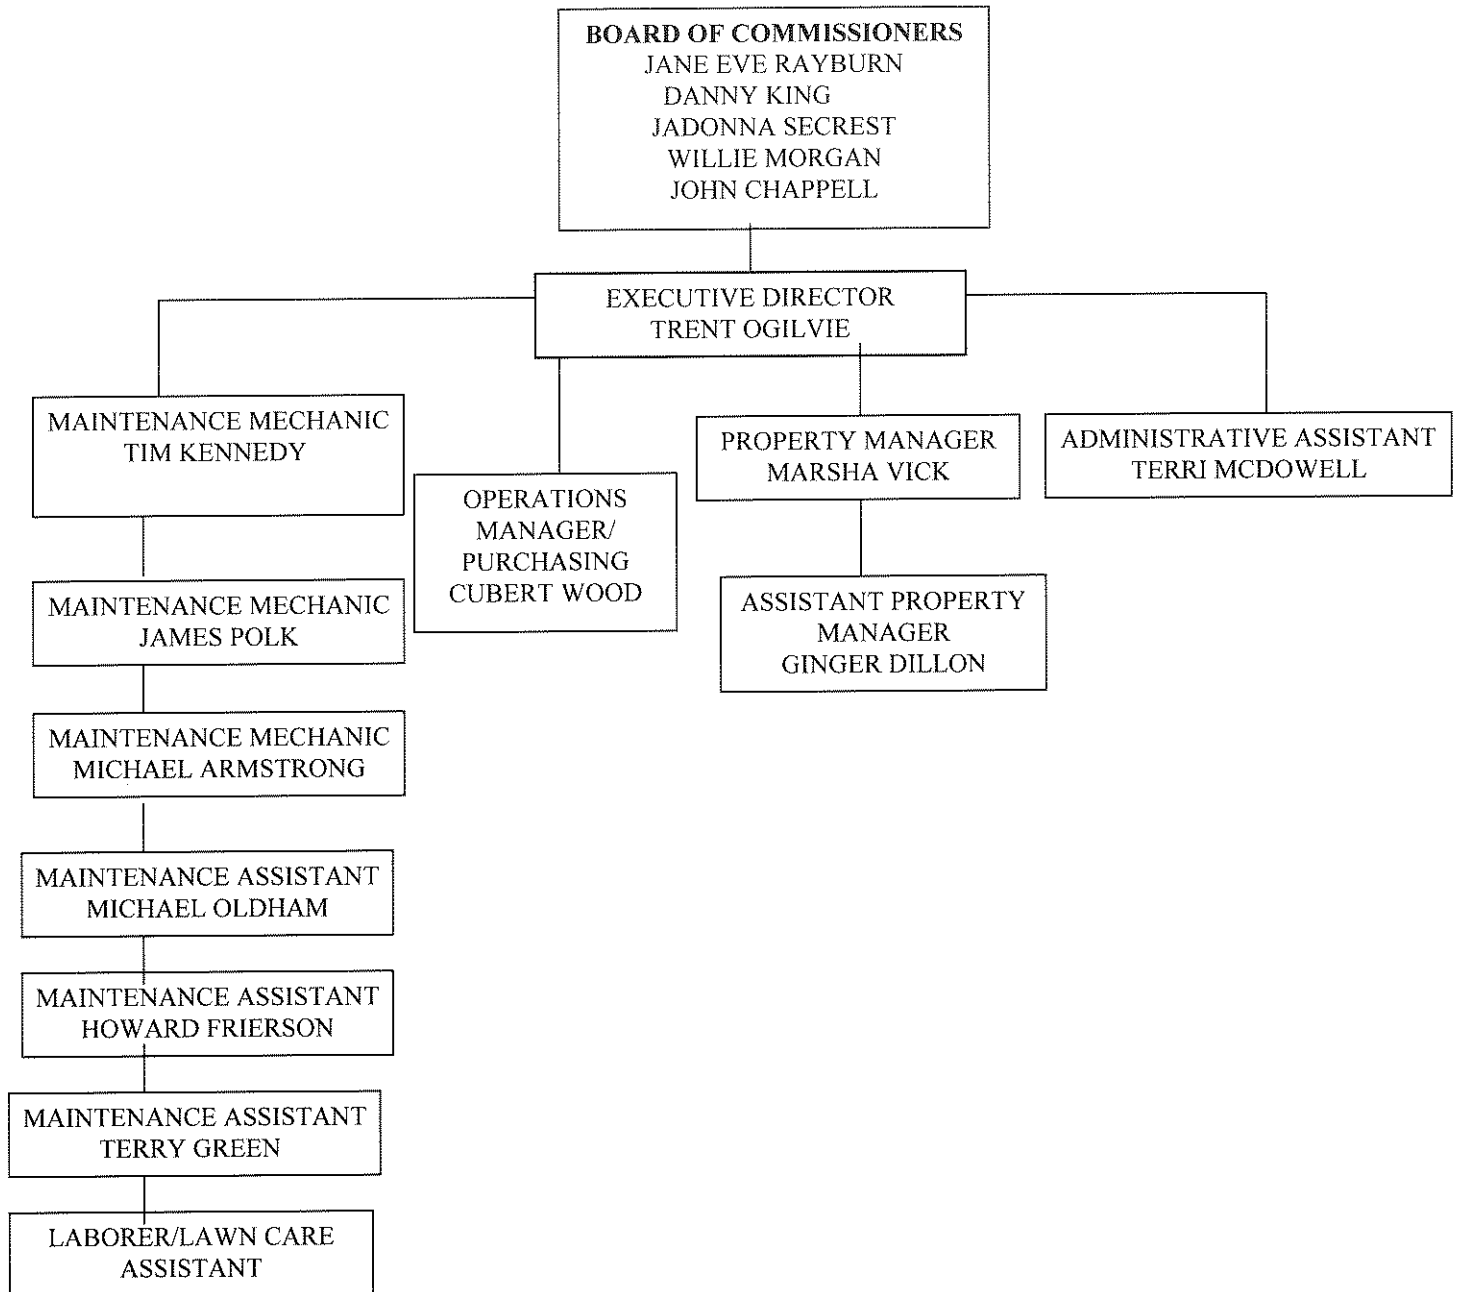 BOARD OF COMMISSIONERS
JANE EVE RAYBURN
DANNY KING
JADONNA SECREST
WILLIE MORGAN
JOHN CHAPPELL
EXECUTIVE DIRECTOR
TRENT OGILVIE
MAINTENANCE MECHANIC
TIM KENNEDY
OPERATIONS
MANAGER/
PURCHASING
CUBERT WOOD
PROPERTY MANAGER
MARSHA VICK
ADMINISTRATIVE ASSISTANT
TERRI MCDOWELL
MAINTENANCE MECHANIC
JAMES POLK
ASSISTANT PROPERTY
MANAGER
GINGER DILLON
MAINTENANCE MECHANIC
MICHAEL ARMSTRONG
MAINTENANCE ASSISTANT
MICHAEL OLDHAM
MAINTENANCE ASSISTANT
HOWARD FRIERSON
MAINTENANCE ASSISTANT
TERRY GREEN
LABORER/LAWN CARE
ASSISTANT